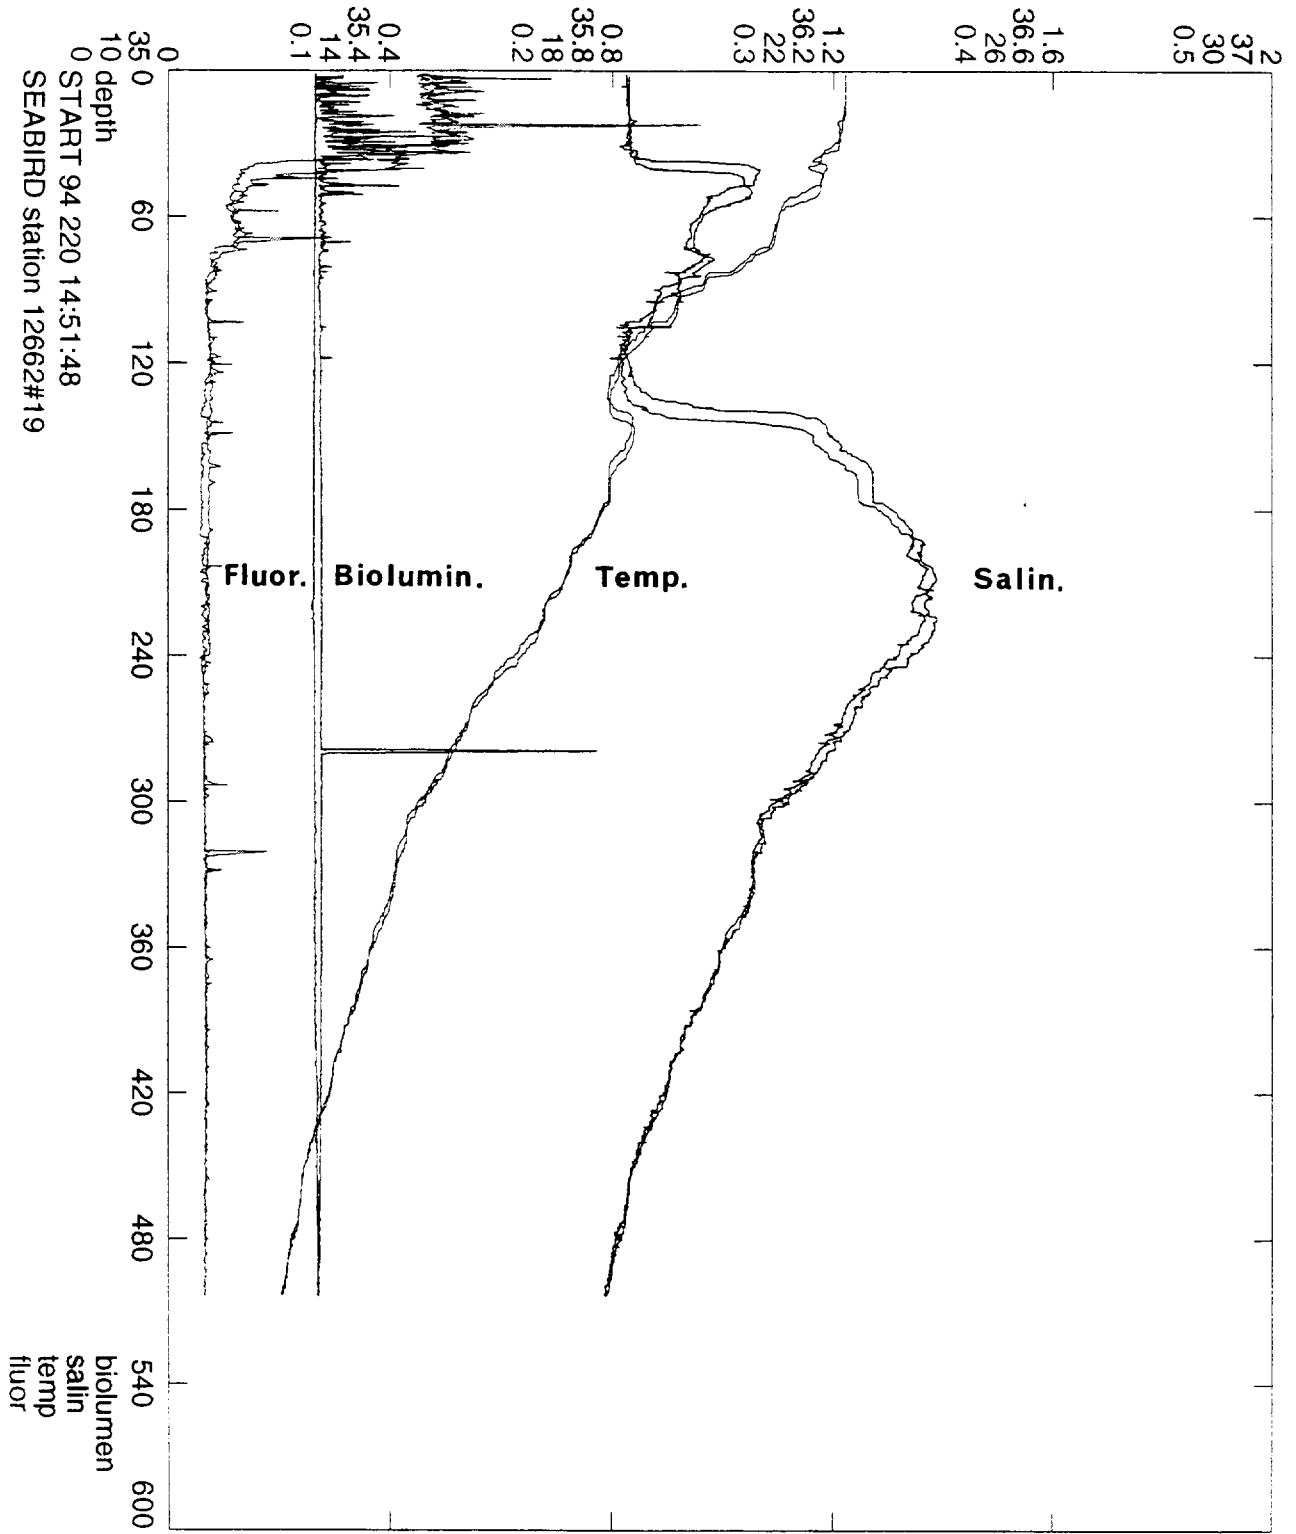 2
37
30
0.5
1.6
36.6
Salin.
26
0.4
1.2
36.2
22
0.3
Temp.
0.8
35.8
18
0.2
Biolumin.
0.4
35.4
14
0.1
Fluor.
0
35 0 60 120 180 240 300 360 420 480 540 600
10 depth biolumen
0
START 94 220 14:51:48 salin
temp
SEABIRD station 12662#19 fluor